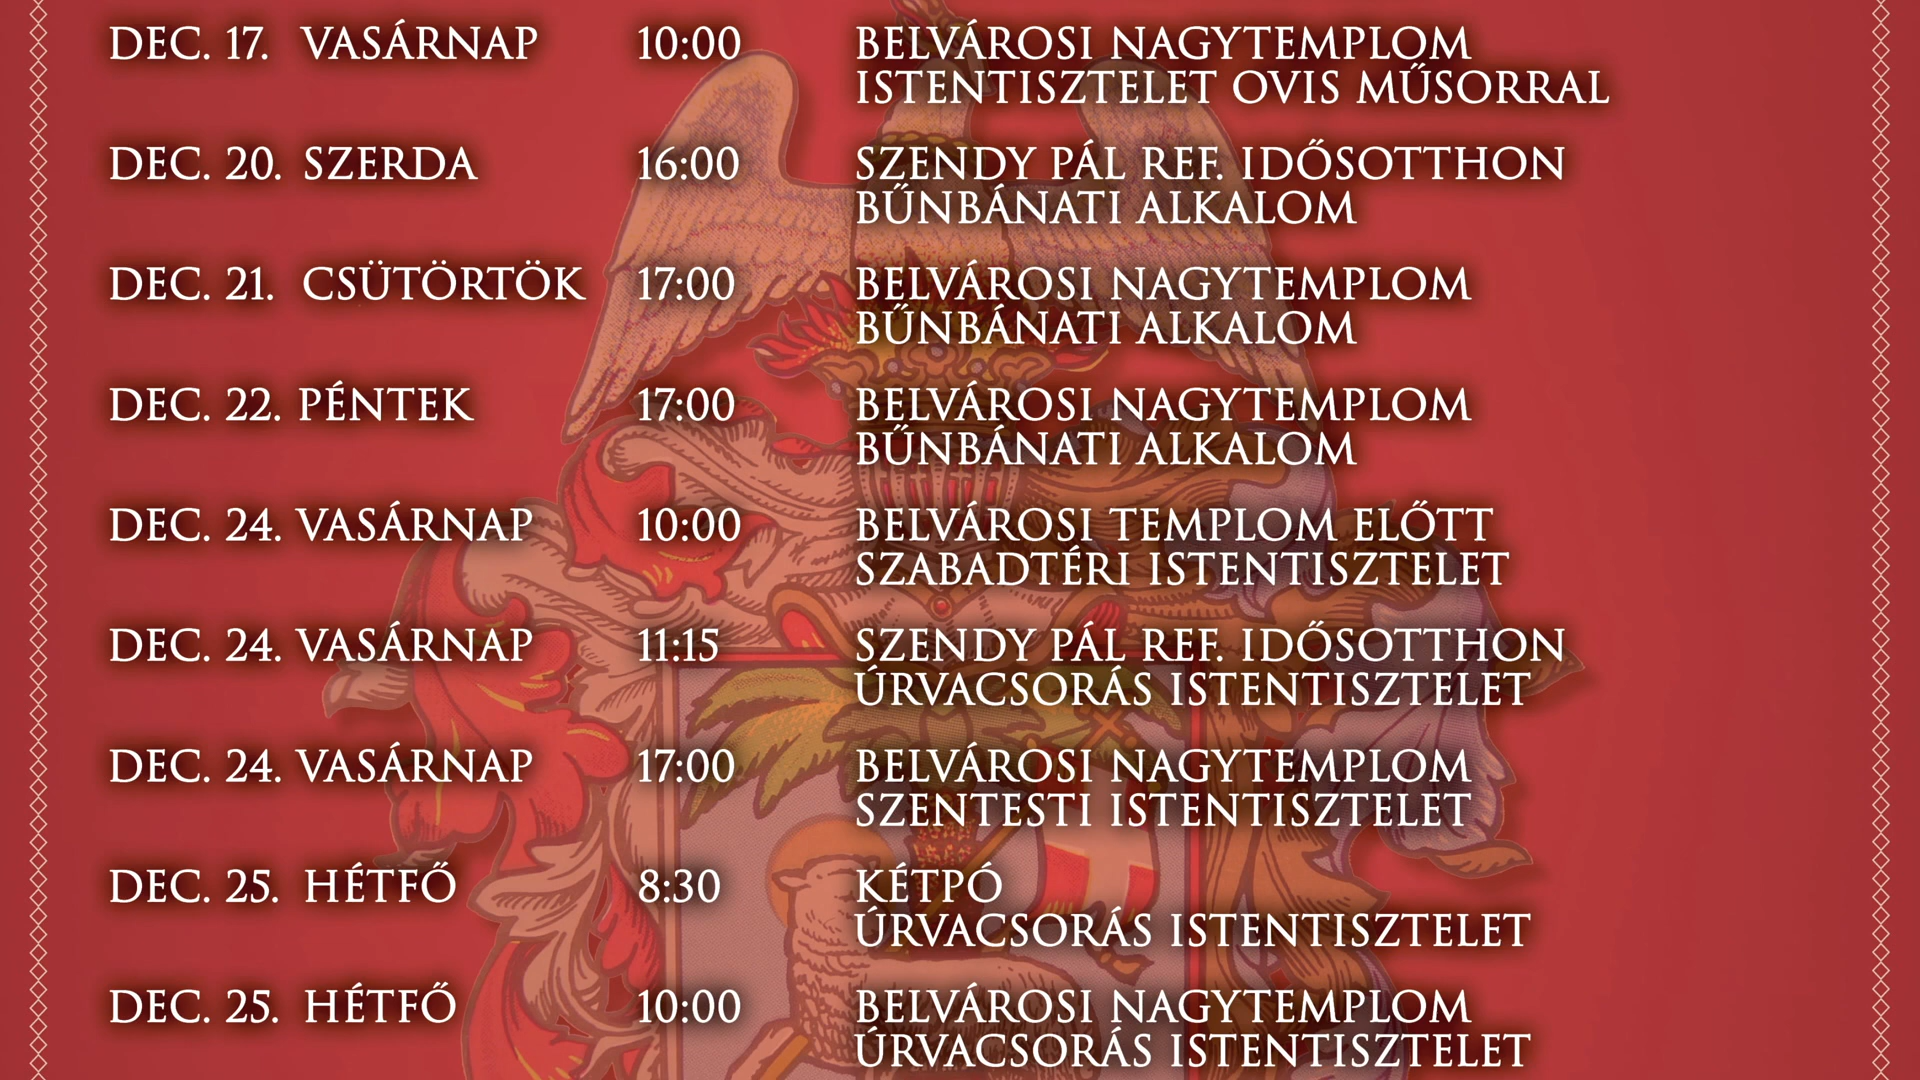 DEC. 17. VASÁRNAP 10:00 BELVÁROSI NAGYTEMPLOM
ISTENTISZTELET OVIS MŰSORRAL
DEC. 20. SZERDA 16:00 SZENDY PÁL REF. IDŐSOTTHON
BŰNBÁNATI ALKALOM
DEC. 21. CSÜTÖRTÖK 17:00 BELVÁROSI NAGYTEMPLOM
BŰNBÁNATI ALKALOM
DEC. 22. PÉNTEK 17:00 BELVÁROSI NAGYTEMPLOM
BŰNBÁNATI ALKALOM
DEC. 24. VASÁRNAP 10:00 BELVÁROSI TEMPLOM ELŐTT
SZABADTÉRI ISTENTISZTELET
DEC. 24. VASÁRNAP 11:15 SZENDY PÁL REF. IDŐSOTTHON
ÚRVACSORÁS ISTENTISZTELET
DEC. 24. VASÁRNAP 17:00 BELVÁROSI NAGYTEMPLOM
SZENTESTI ISTENTISZTELET
DEC. 25. HÉTFŐ 8:30 KÉTPÓ
ÚRVACSORÁS ISTENTISZTELET
DEC. 25. HÉTFŐ 10:00 BELVÁROSI NAGYTEMPLOM
ÚRVACSORÁS ISTENTISZTELET